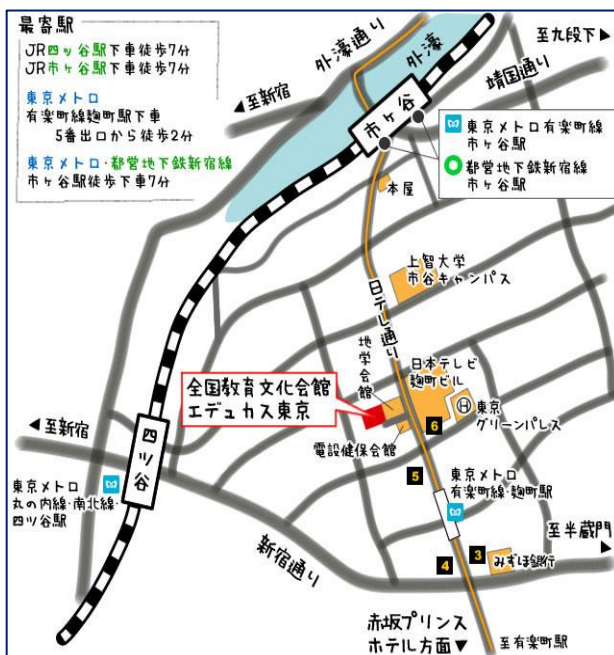 最寄駅
JR四ッ谷駅下車徒歩7分
JR市ヶ谷駅下車徒歩7分
東京メトロ
有楽町線麹町駅下車
5番出口から徒歩2分
東京メトロ・都営地下鉄新宿線
市ヶ谷駅徒歩下車7分
外濠通り
外濠
至九段下▶
靖国通り
◀至新宿
市ヶ谷
東京メトロ有楽町線
市ヶ谷駅
都営地下鉄新宿線
市ヶ谷駅
本屋
上智大学
市谷キャンパス
日テレ通り
地学会館
日本テレビ
麹町ビル
全国教育文化会館
エデュカス東京
H
東京
グリーンパレス
6
電設健保会館
◀至新宿
四ッ谷
5
東京メトロ
有楽町線・麹町駅
東京メトロ
丸の内線・南北線・
四ッ谷駅
新宿通り
至半蔵門
▶
3
4
みずほ銀行
赤坂プリンス
ホテル方面▼
至有楽町駅